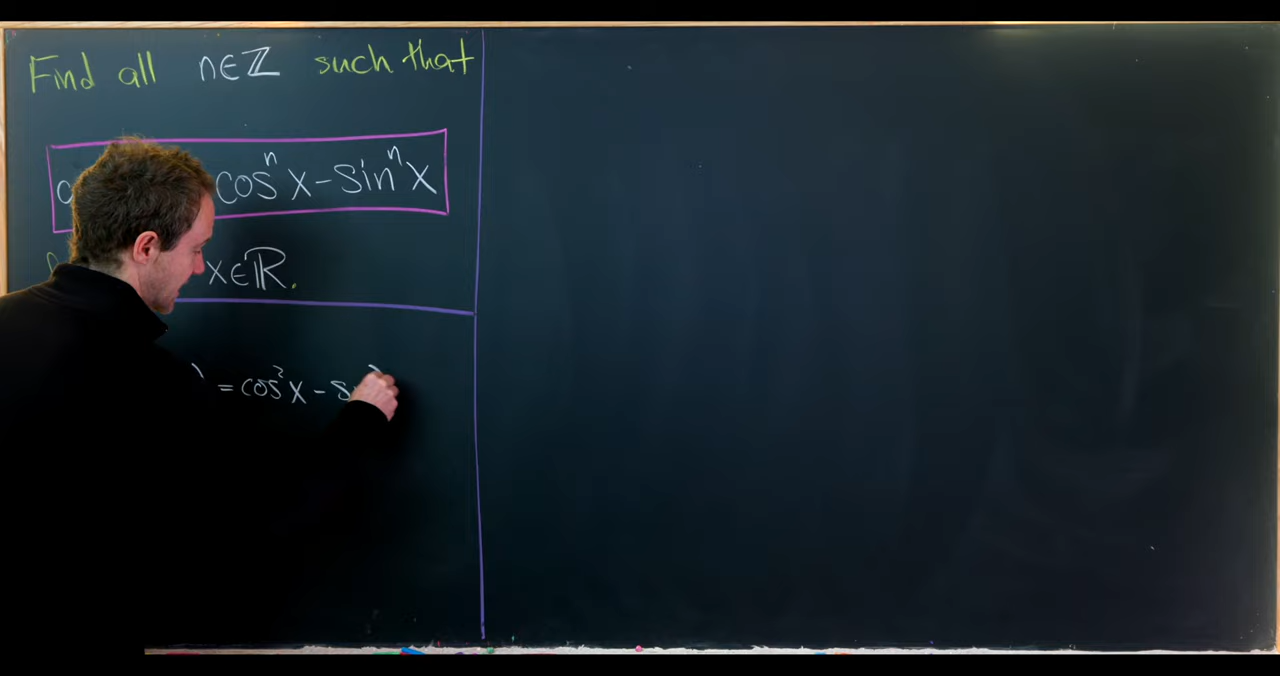 Find all n∈ℤ such that
cosⁿx-sinⁿx
x∈ℝ.
=cos²x-